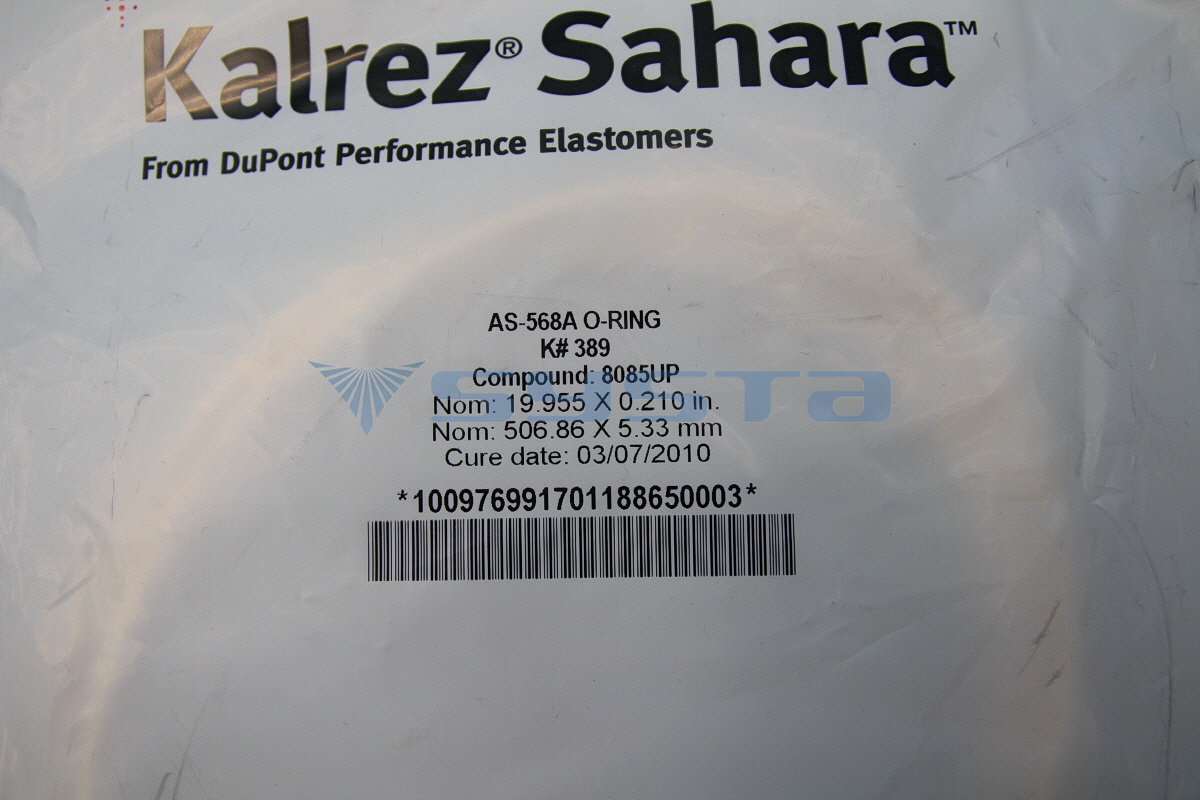 Kalrez® Sahara™
From DuPont Performance Elastomers
AS-568A O-RING
K# 389
Compound: 8085UP
Nom: 19.955 X 0.210 in.
Nom: 506.86 X 5.33 mm
Cure date: 03/07/2010
*100976991701188650003*